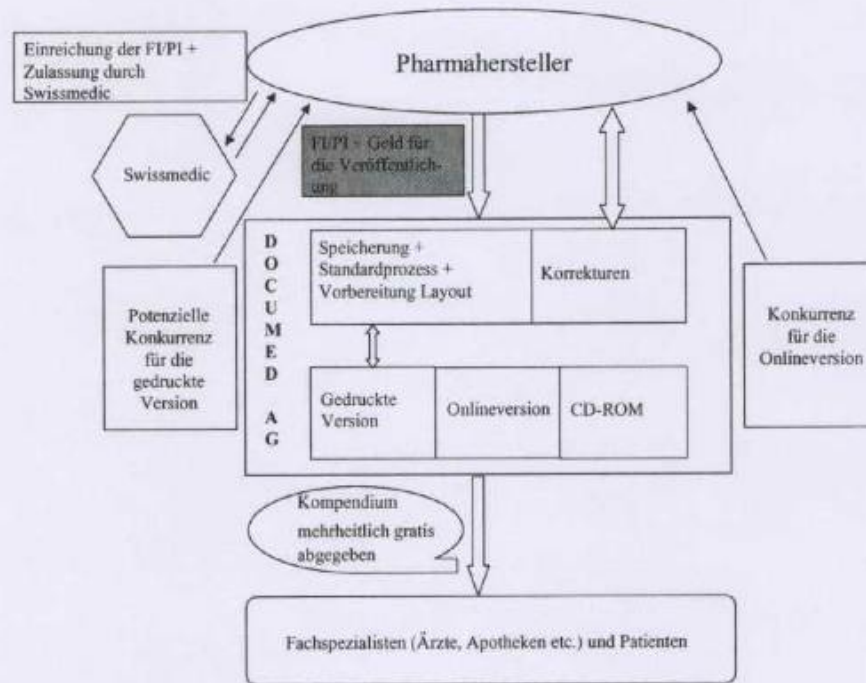 Einreichung der FI/PI +
Zulassung durch
Swissmedic
Pharmahersteller
Swissmedic
FI/PI + Geld für
die Veröffentlich-
ung
DOCUMED AG
Speicherung +
Standardprozess +
Vorbereitung Layout
Korrekturen
Potenzielle
Konkurrenz
für die
gedruckte
Version
Konkurrenz
für die
Onlineversion
Gedruckte
Version
Onlineversion
CD-ROM
Kompendium
mehrheitlich gratis
abgegeben
Fachspezialisten (Ärzte, Apotheken etc.) und Patienten